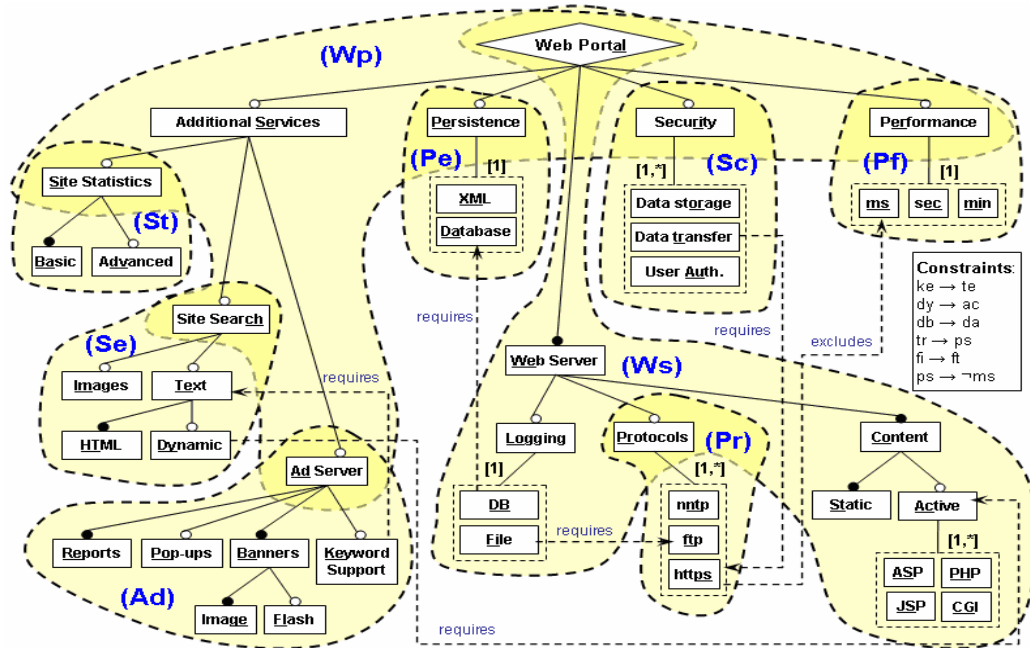 Web Portal
(Wp)
Additional Services
Persistence
Security
Performance
(Pe)
[1]
[1,*]
(Sc)
(Pf)
[1]
Site Statistics
(St)
XML
Database
Data storage
Data transfer
User Auth.
ms
sec
min
Basic
Advanced
Constraints:
ke → te
dy → ac
db → da
tr → ps
fi → ft
ps → ¬ms
Site Search
(Se)
requires
requires
excludes
Images
Text
requires
Web Server
(Ws)
HTML
Dynamic
Logging
Protocols
(Pr)
Content
Ad Server
[1]
[1,*]
DB
File
requires
nntp
ftp
https
Static
Active
[1,*]
Reports
Pop-ups
Banners
Keyword
Support
ASP
PHP
JSP
CGI
(Ad)
Image
Flash
requires